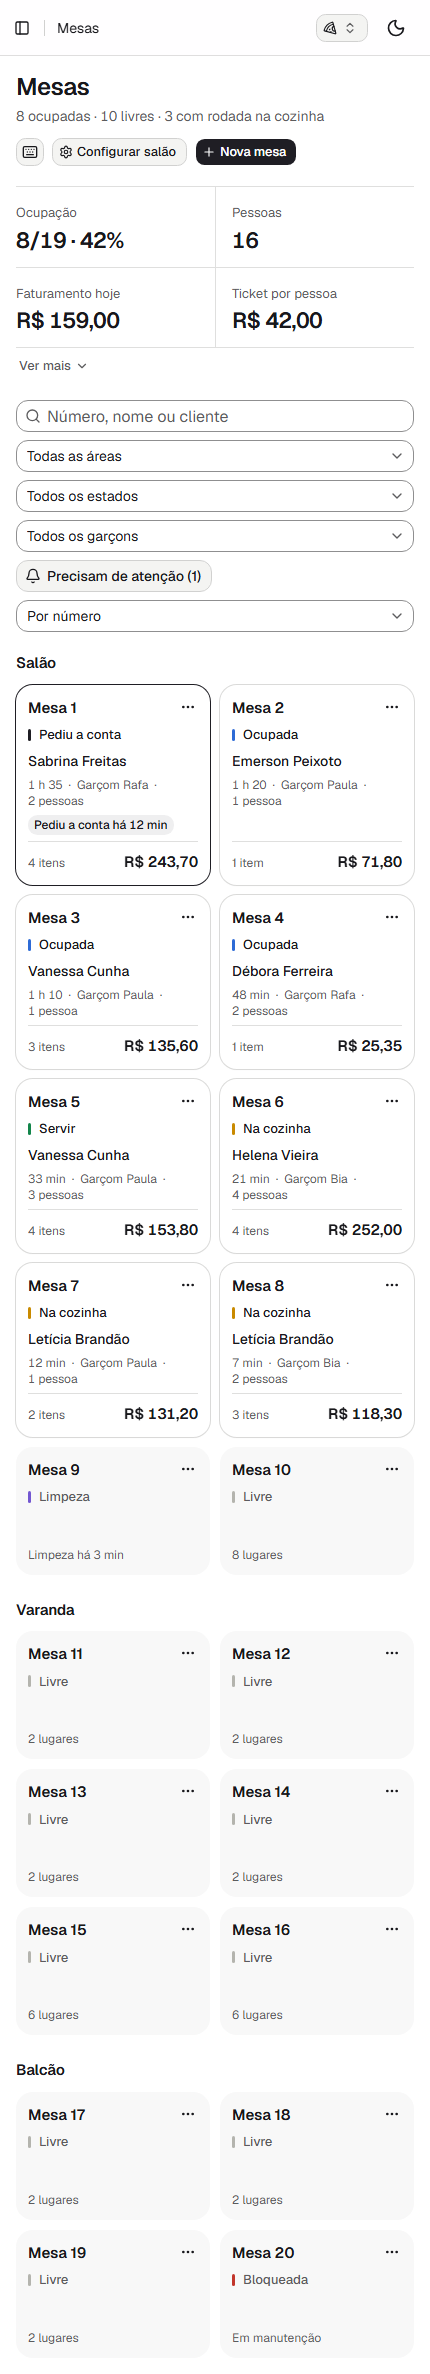 Mesas
Mesas
8 ocupadas · 10 livres · 3 com rodada na cozinha
Configurar salão
Nova mesa
Ocupação
8/19 · 42%
Pessoas
16
Faturamento hoje
R$ 159,00
Ticket por pessoa
R$ 42,00
Ver mais
Número, nome ou cliente
Todas as áreas
Todos os estados
Todos os garçons
Precisam de atenção (1)
Por número
Salão
Mesa 1
Pediu a conta
Sabrina Freitas
1 h 35 · Garçom Rafa ·
2 pessoas
Pediu a conta há 12 min
4 itens R$ 243,70
Mesa 2
Ocupada
Emerson Peixoto
1 h 20 · Garçom Paula ·
1 pessoa
1 item R$ 71,80
Mesa 3
Ocupada
Vanessa Cunha
1 h 10 · Garçom Paula ·
1 pessoa
3 itens R$ 135,60
Mesa 4
Ocupada
Débora Ferreira
48 min · Garçom Rafa ·
2 pessoas
1 item R$ 25,35
Mesa 5
Servir
Vanessa Cunha
33 min · Garçom Paula ·
3 pessoas
4 itens R$ 153,80
Mesa 6
Na cozinha
Helena Vieira
21 min · Garçom Bia ·
4 pessoas
4 itens R$ 252,00
Mesa 7
Na cozinha
Letícia Brandão
12 min · Garçom Paula ·
1 pessoa
2 itens R$ 131,20
Mesa 8
Na cozinha
Letícia Brandão
7 min · Garçom Bia ·
2 pessoas
3 itens R$ 118,30
Mesa 9
Limpeza
Limpeza há 3 min
Mesa 10
Livre
8 lugares
Varanda
Mesa 11
Livre
2 lugares
Mesa 12
Livre
2 lugares
Mesa 13
Livre
2 lugares
Mesa 14
Livre
2 lugares
Mesa 15
Livre
6 lugares
Mesa 16
Livre
6 lugares
Balcão
Mesa 17
Livre
2 lugares
Mesa 18
Livre
2 lugares
Mesa 19
Livre
2 lugares
Mesa 20
Bloqueada
Em manutenção